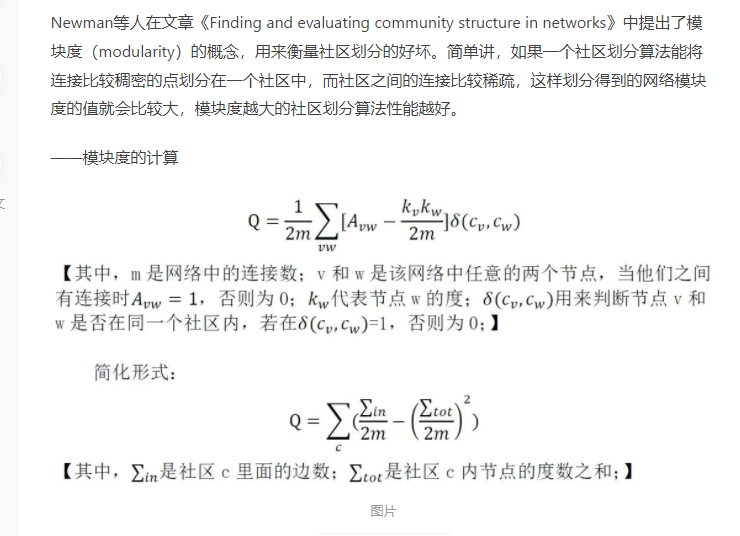 Newman等人在文章《Finding and evaluating community structure in networks》中提出了模
块度（modularity）的概念，用来衡量社区划分的好坏。简单讲，如果一个社区划分算法能将
连接比较稠密的点划分在一个社区中，而社区之间的连接比较稀疏，这样划分得到的网络模块
度的值就会比较大，模块度越大的社区划分算法性能越好。
——模块度的计算
Q = \frac{1}{2m} \sum_{vw} [A_{vw} - \frac{k_v k_w}{2m}] δ(c_v, c_w)
【其中，m 是网络中的连接数；v 和 w 是该网络中任意的两个节点，当他们之间
有连接时A_{vw} = 1，否则为 0；k_w代表节点 w 的度；δ(c_v, c_w)用来判断节点 v 和
w 是否在同一个社区内，若在δ(c_v, c_w)=1，否则为 0；】
简化形式：
Q = \sum_c (\frac{\sum_{in}}{2m} - (\frac{\sum_{tot}}{2m})^2)
【其中，∑_{in}是社区 c 里面的边数；∑_{tot}是社区 c 内节点的度数之和；】
图片